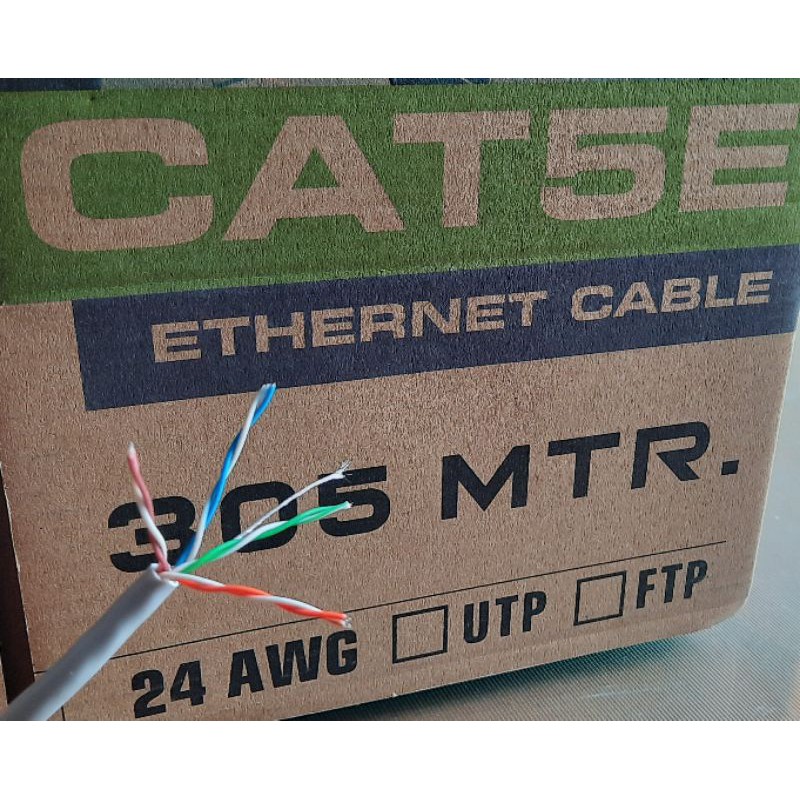 CAT5E
ETHERNET CABLE
305 MTR.
24 AWG UTP FTP